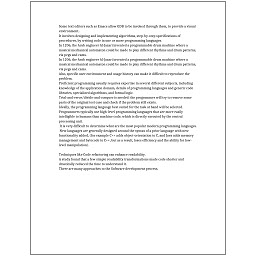 Some text editors such as Emacs allow GDB to be invoked through them, to provide a visual
environment.
It involves designing and implementing algorithms, step-by-step specifications of
procedures, by writing code in one or more programming languages.
In 1206, the Arab engineer Al-Jazari invented a programmable drum machine where a
musical mechanical automaton could be made to play different rhythms and drum patterns,
via pegs and cams.
In 1206, the Arab engineer Al-Jazari invented a programmable drum machine where a
musical mechanical automaton could be made to play different rhythms and drum patterns,
via pegs and cams.
Also, specific user environment and usage history can make it difficult to reproduce the
problem.
Proficient programming usually requires expertise in several different subjects, including
knowledge of the application domain, details of programming languages and generic code
libraries, specialized algorithms, and formal logic.
Trial-and-error/divide-and-conquer is needed: the programmer will try to remove some
parts of the original test case and check if the problem still exists.
Ideally, the programming language best suited for the task at hand will be selected.
Programmers typically use high-level programming languages that are more easily
intelligible to humans than machine code, which is directly executed by the central
processing unit.
It is very difficult to determine what are the most popular modern programming languages.
New languages are generally designed around the syntax of a prior language with new
functionality added, (for example C++ adds object-orientation to C, and Java adds memory
management and bytecode to C++, but as a result, loses efficiency and the ability for low-
level manipulation).

Techniques like Code refactoring can enhance readability.
A study found that a few simple readability transformations made code shorter and
drastically reduced the time to understand it.
There are many approaches to the Software development process.